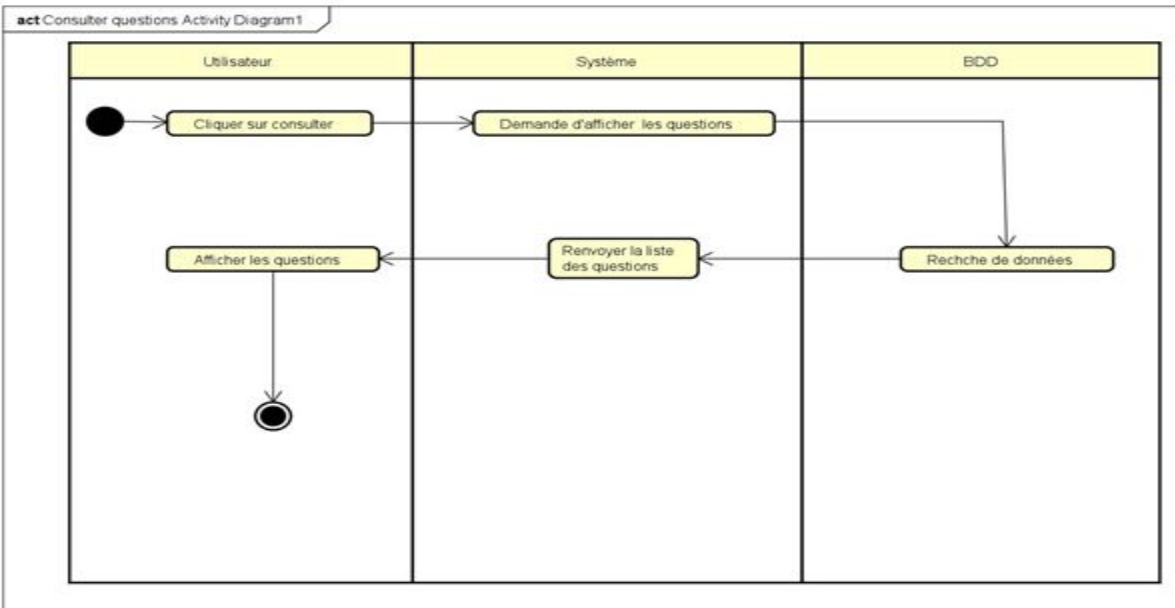 act Consulter questions Activity Diagram1
Utilisateur
Système
BDD
Cliquer sur consulter
Demande d'afficher les questions
Afficher les questions
Renvoyer la liste
des questions
Rechche de données